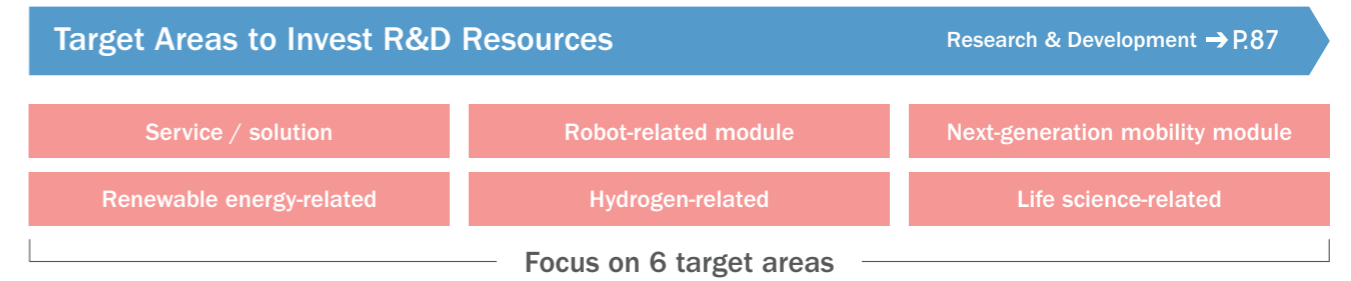 Target Areas to Invest R&D Resources
Research & Development ➔ P.87
Service / solution
Robot-related module
Next-generation mobility module
Renewable energy-related
Hydrogen-related
Life science-related
Focus on 6 target areas